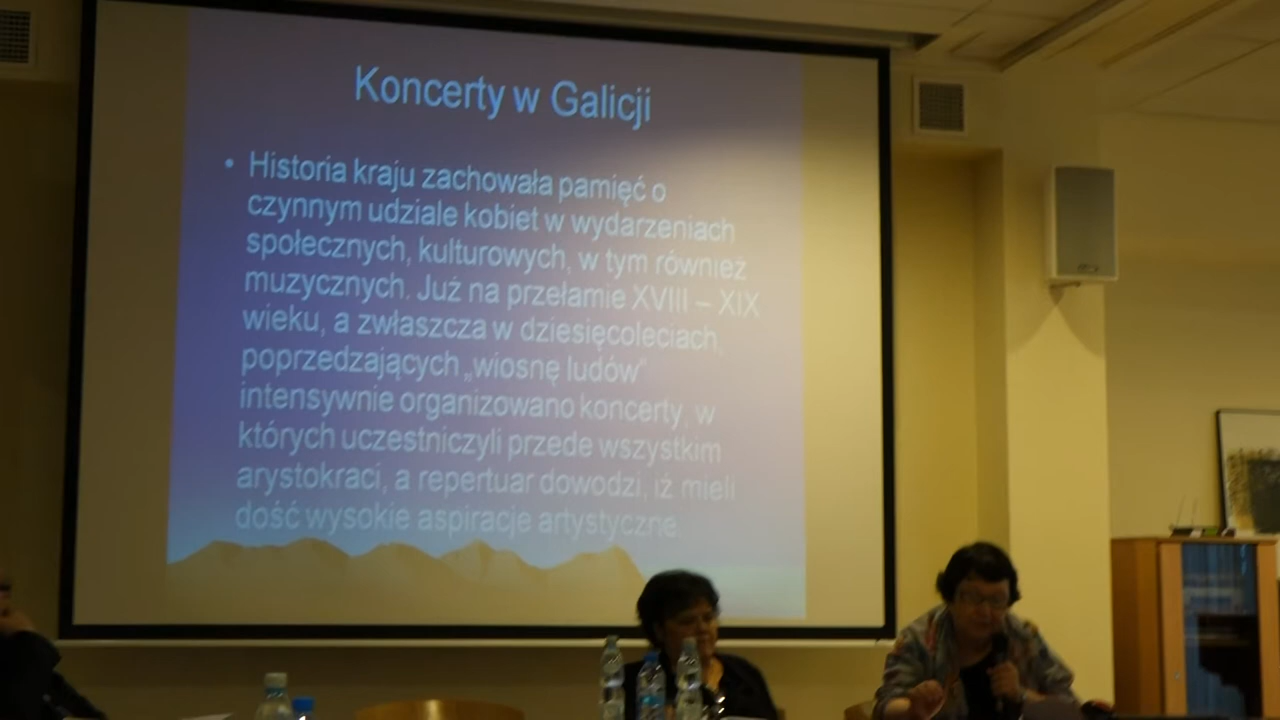 Koncerty w Galicji
• Historia kraju zachowała pamięć o
czynnym udziale kobiet w wydarzeniach
społecznych, kulturowych, w tym również
muzycznych. Już na przełamie XVIII – XIX
wieku, a zwłaszcza w dziesięcoleciach,
poprzedzających „wiosnę ludów”
intensywnie organizowano koncerty, w
których uczestniczyli przede wszystkim
arystokraci, a repertuar dowodzi, iż mieli
dość wysokie aspiracje artystyczne.